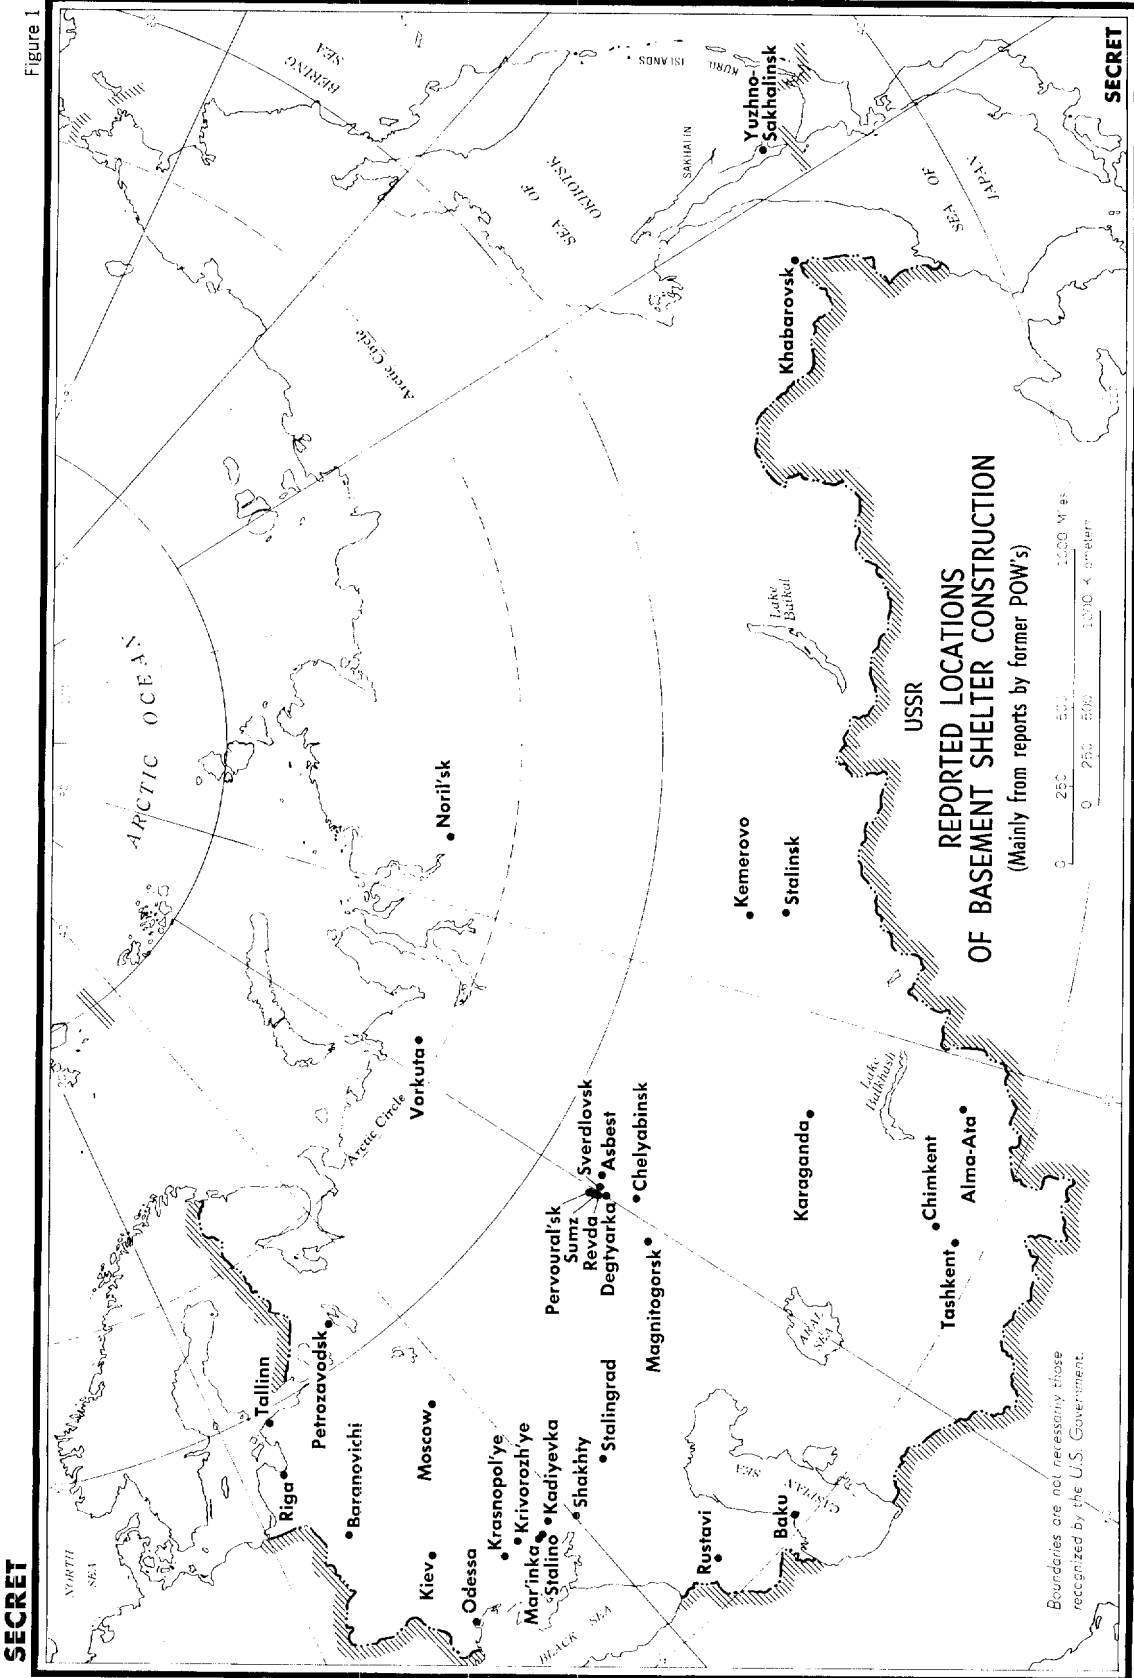 SECRET
Figure 1
NORTH
SEA
ARCTIC OCEAN
BERING
SEA
Arctic Circle
Arctic Circle
SEA
OF
OKHOTSK
KURIL
ISLANDS
SAKHALIN
Yuzhno-
Sakhalinsk
SEA OF
JAPAN
Khabarovsk
Noril'sk
Vorkuta
Tallinn
Riga
Petrozavodsk
Baranovichi
Moscow
Kiev
Odessa
Krasnopol'ye
Krivorozh'ye
Mar'inka
Stalino
Kadiyevka
Shakhty
Stalingrad
BLACK SEA
Pervoural'sk
Sumz
Revda
Degtyarka
Sverdlovsk
Asbest
Chelyabinsk
Magnitogorsk
Kemerovo
Stalinsk
Lake
Baikal
Karaganda
Lake
Balkhash
Chimkent
Alma-Ata
Tashkent
ARAL
SEA
CASPIAN
SEA
Rustavi
Baku
USSR
REPORTED LOCATIONS
OF BASEMENT SHELTER CONSTRUCTION
(Mainly from reports by former POW's)
0 250 500 1000 Miles
0 250 500 1000 Kilometers
Boundaries are not necessarily those
recognized by the U.S. Government.
SECRET